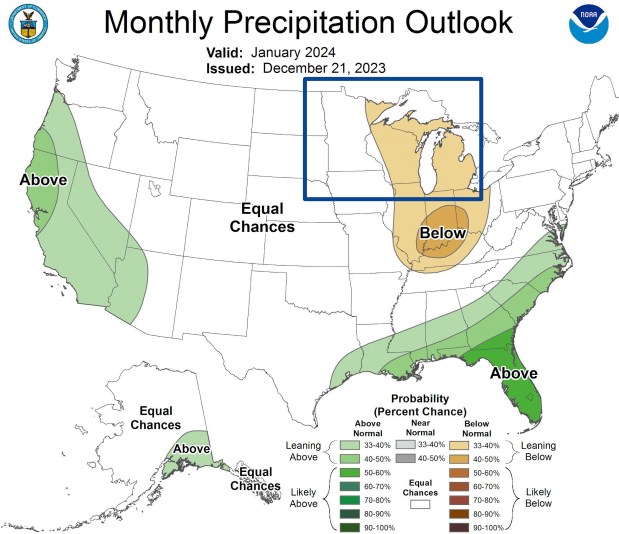 Monthly Precipitation Outlook
NOAA
Valid: January 2024
Issued: December 21, 2023
Above
Equal
Chances
Below
Above
Equal
Chances
Above
Equal
Chances
Probability
(Percent Chance)
Above
Normal
Near
Normal
Below
Normal
Leaning
Above
33-40%
33-40%
33-40%
Leaning
Below
40-50%
40-50%
40-50%
50-60%
50-60%
Likely
Above
60-70%
Equal
Chances
60-70%
Likely
Below
70-80%
70-80%
80-90%
80-90%
90-100%
90-100%